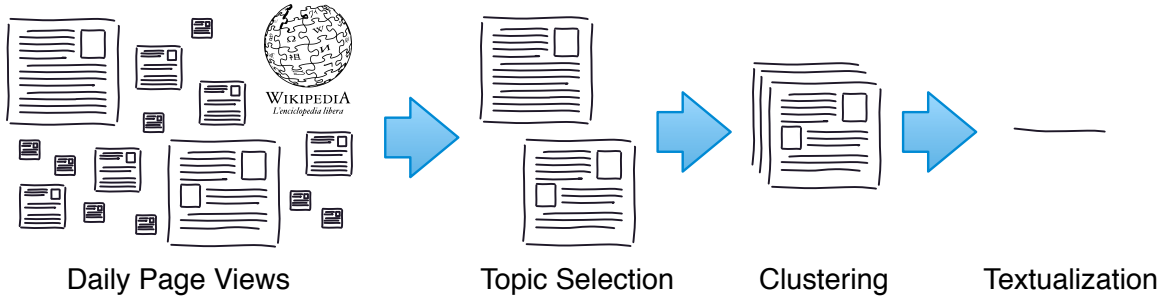 WIKIPEDIA
L'enciclopedia libera
Daily Page Views
Topic Selection
Clustering
Textualization